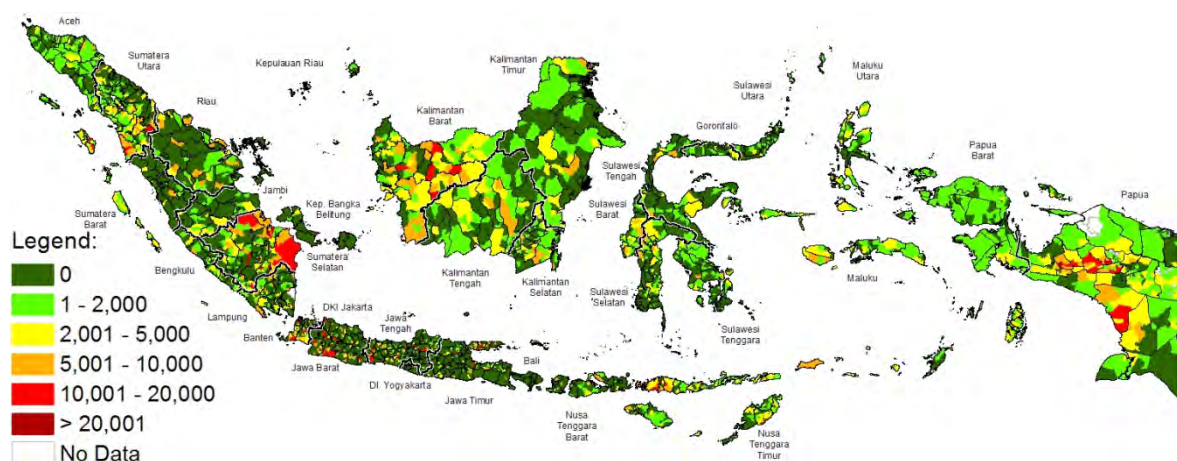 Aceh
Sumatera
Utara
Kepulauan Riau
Riau
Kalimantan
Timur
Kalimantan
Barat
Sulawesi
Utara
Maluku
Utara
Gorontalo
Papua
Barat
Papua
Sulawesi
Tengah
Jambi
Kep. Bangka
Belitung
Sulawesi
Barat
Sumatera
Barat
Legend:
0
1 - 2,000
2,001 - 5,000
5,001 - 10,000
10,001 - 20,000
> 20,001
No Data
Bengkulu
Sumatera
Selatan
Kalimantan
Tengah
Kalimantan
Selatan
Sulawesi
Selatan
Maluku
Lampung
DKI Jakarta
Jawa
Tengah
Sulawesi
Tenggara
Banten
Bali
Jawa Barat
DI. Yogyakarta
Jawa Timur
Nusa
Tenggara
Barat
Nusa
Tenggara
Timur